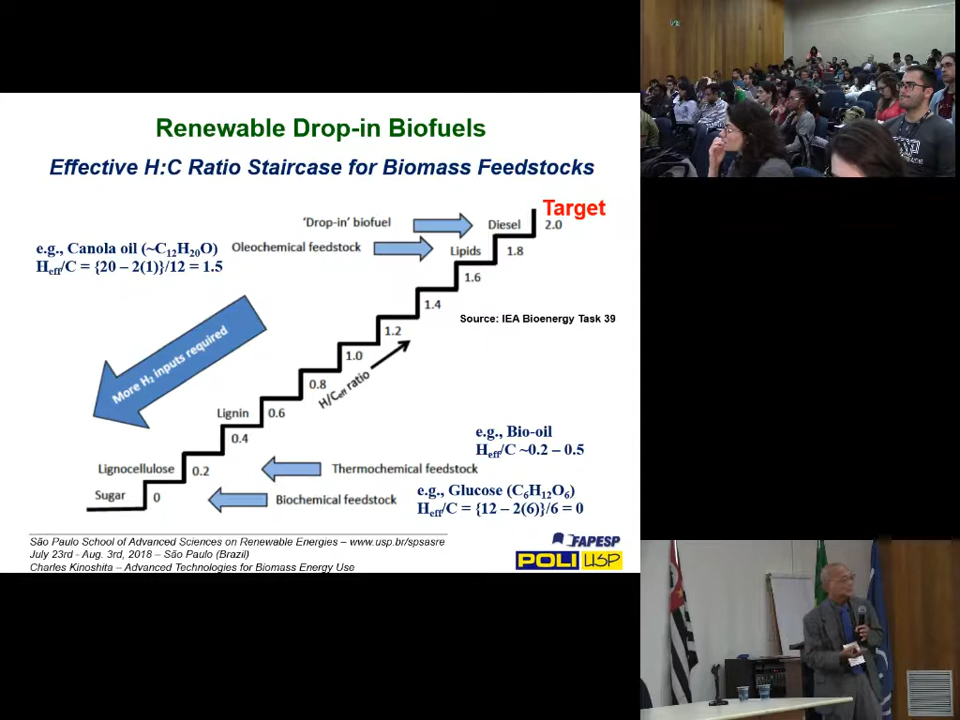 Renewable Drop-in Biofuels
Effective H:C Ratio Staircase for Biomass Feedstocks
Target
'Drop-in' biofuel
Diesel
2.0
e.g., Canola oil (~C₁₂H₂₀O)
Oleochemical feedstock
Lipids
1.8
H_eff/C = {20 – 2(1)}/12 = 1.5
1.6
1.4
Source: IEA Bioenergy Task 39
1.2
More H₂ inputs required
1.0
0.8
H/C_eff ratio
Lignin
0.6
0.4
e.g., Bio-oil
H_eff/C ~0.2 – 0.5
Lignocellulose
0.2
Thermochemical feedstock
Sugar
0
Biochemical feedstock
e.g., Glucose (C₆H₁₂O₆)
H_eff/C = {12 – 2(6)}/6 = 0
São Paulo School of Advanced Sciences on Renewable Energies – www.usp.br/spsasre
July 23rd - Aug. 3rd, 2018 – São Paulo (Brazil)
Charles Kinoshita – Advanced Technologies for Biomass Energy Use
FAPESP
POLI USP